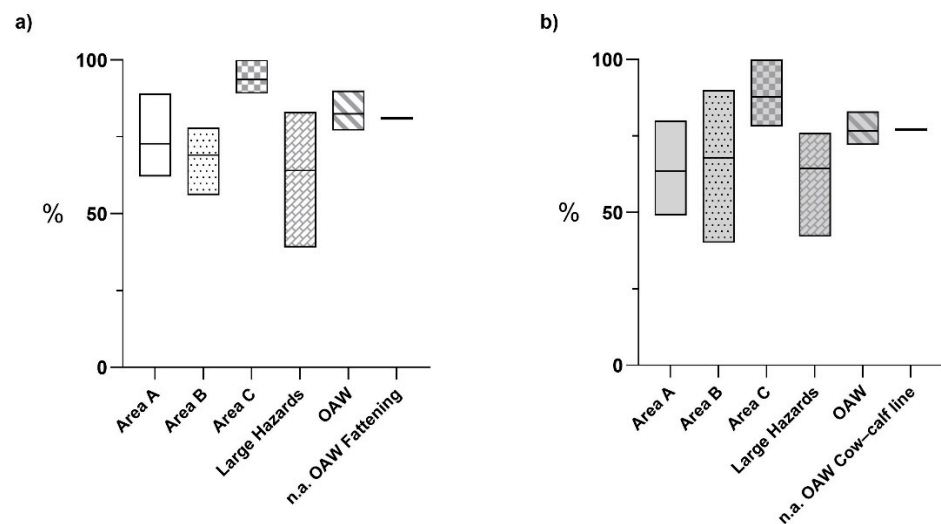 a)
100
50
0
%
Area A
Area B
Area C
Large Hazards
OAW
n.a. OAW Fattening
b)
100
50
0
%
Area A
Area B
Area C
Large Hazards
OAW
n.a. OAW Cow–calf line